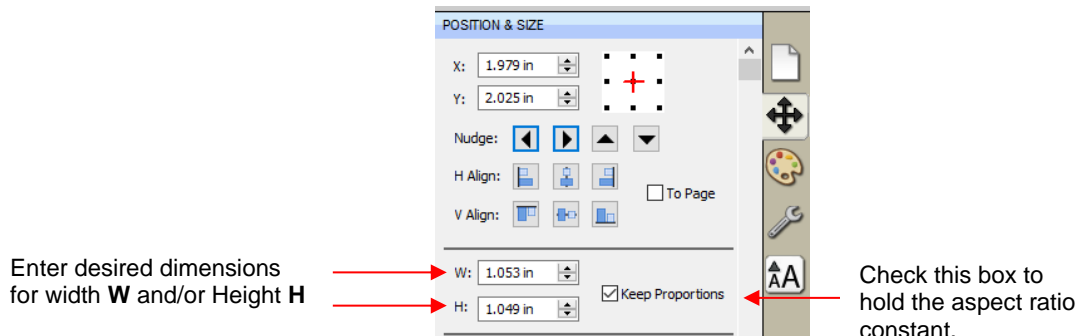 POSITION & SIZE
X: 1.979 in
Y: 2.025 in
Nudge:
H Align:
To Page
V Align:
Enter desired dimensions
for width W and/or Height H
W: 1.053 in
H: 1.049 in
Keep Proportions
AA
Check this box to
hold the aspect ratio
constant.